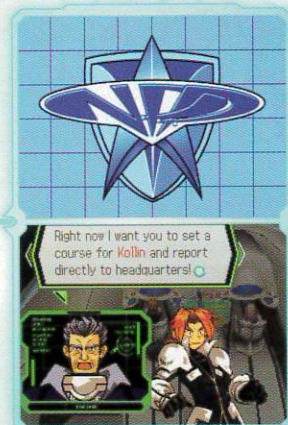 Right now I want you to set a
course for Kollin and report
directly to headquarters!